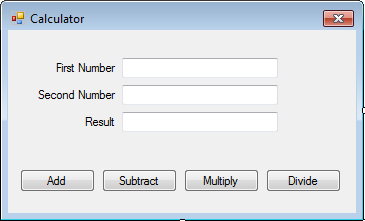 Calculator
First Number
Second Number
Result
Add Subtract Multiply Divide